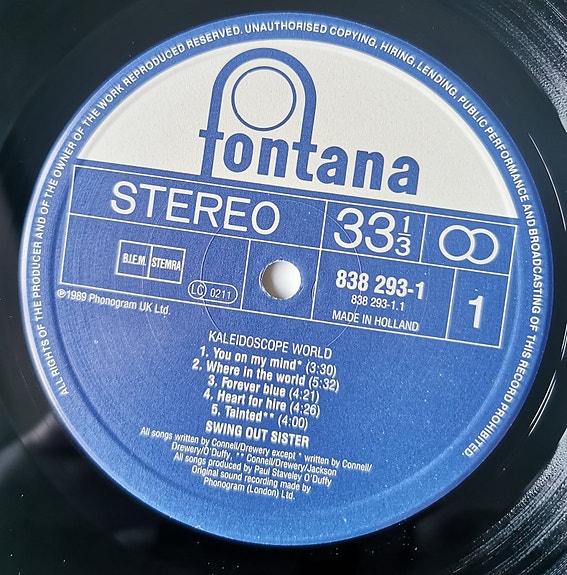 ALL RIGHTS OF THE PRODUCER AND OF THE OWNER OF THE WORK REPRODUCED RESERVED. UNAUTHORISED COPYING, HIRING, LENDING, PUBLIC PERFORMANCE AND BROADCASTING OF THIS RECORD PROHIBITED.
fontana
STEREO
33 1/3
B.I.E.M. STEMRA
LC 0211
838 293-1
838 293-1.1
MADE IN HOLLAND
1
℗1989 Phonogram UK Ltd.
KALEIDOSCOPE WORLD
1. You on my mind* (3:30)
2. Where in the world (5:32)
3. Forever blue (4:21)
4. Heart for hire (4:26)
5. Tainted** (4:00)
SWING OUT SISTER
All songs written by Connell/Drewery except * written by Connell/
Drewery/O'Duffy, ** Connell/Drewery/Jackson
All songs produced by Paul Staveley O'Duffy
Original sound recording made by
Phonogram (London) Ltd.